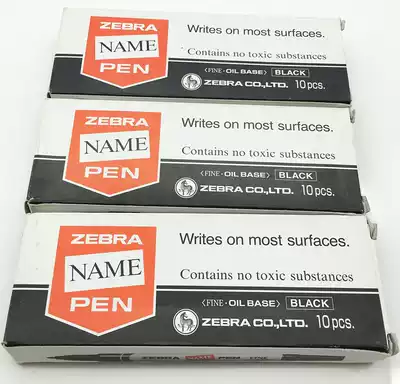 ZEBRA
NAME
PEN
Writes on most surfaces.
Contains no toxic substances
〈FINE・OIL BASE〉 BLACK
ZEBRA CO.,LTD. 10pcs.
ZEBRA
NAME
PEN
Writes on most surfaces.
Contains no toxic substances
〈FINE・OIL BASE〉 BLACK
ZEBRA CO.,LTD. 10pcs.
ZEBRA
NAME
PEN
Writes on most surfaces.
Contains no toxic substances
〈FINE・OIL BASE〉 BLACK
ZEBRA CO.,LTD. 10pcs.
ZEBRA NAME PEN